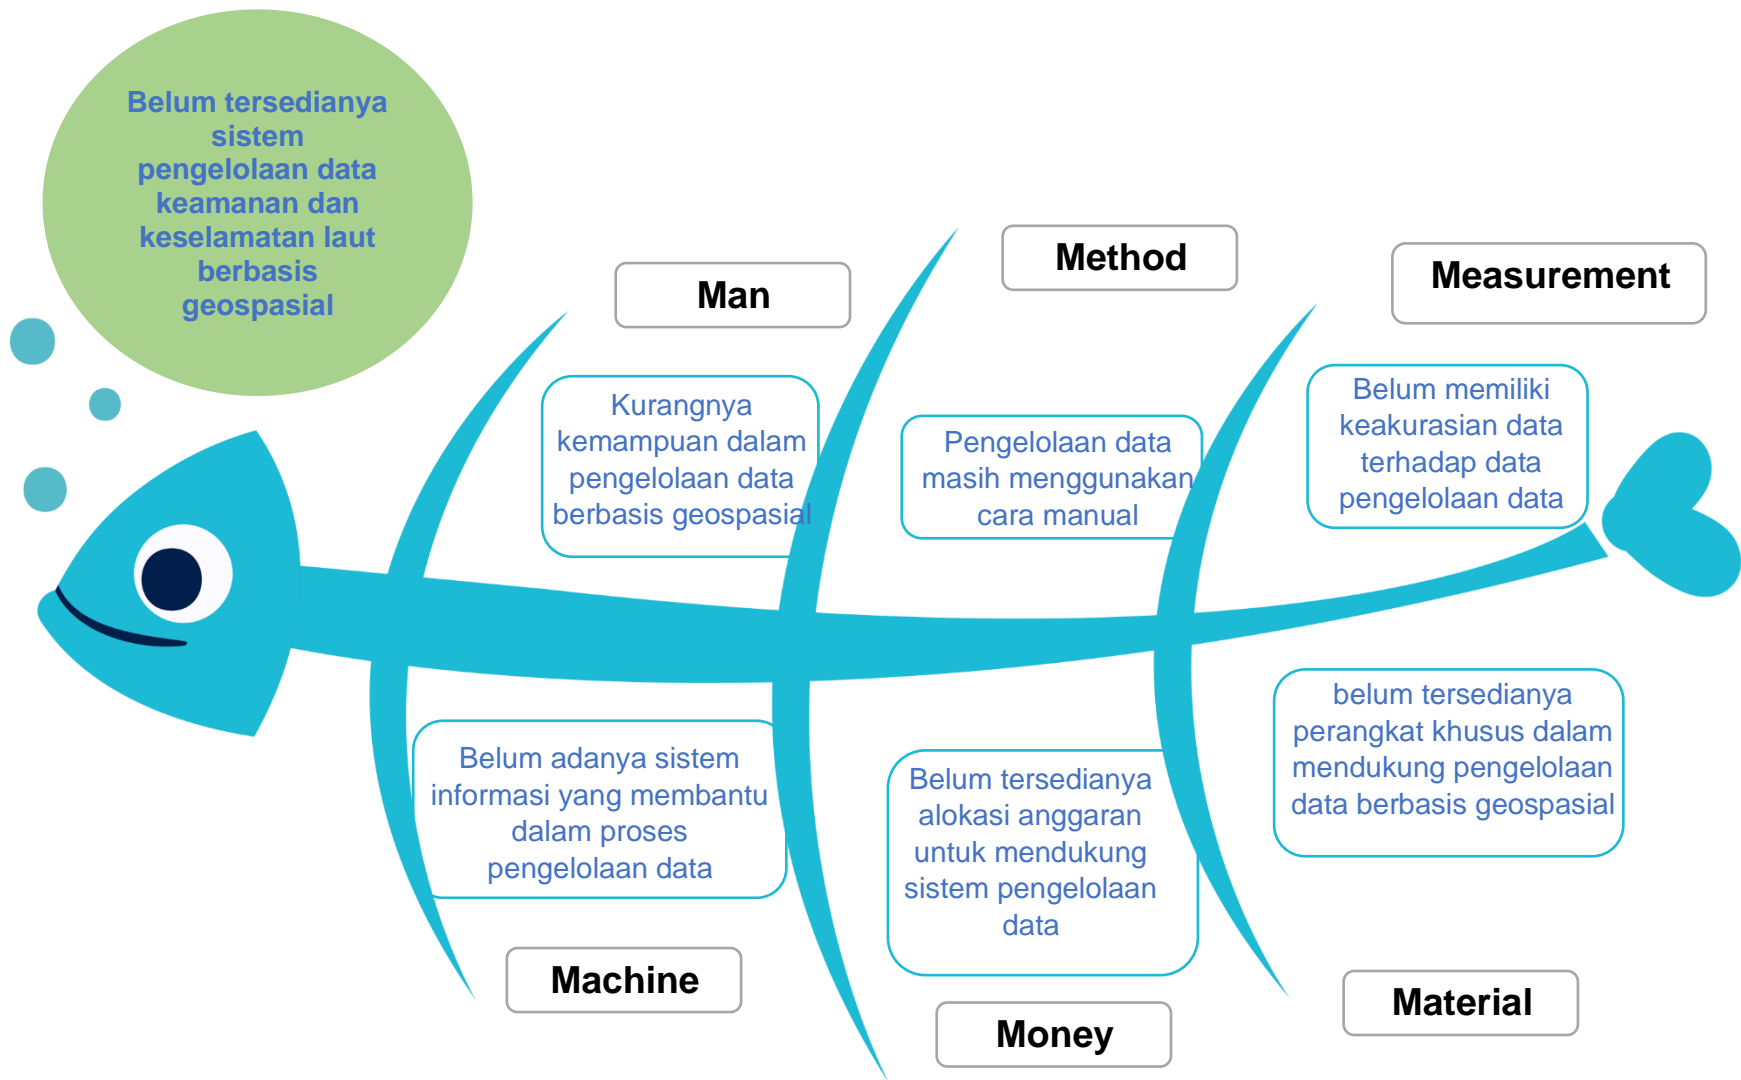 Belum tersedianya
sistem
pengelolaan data
keamanan dan
keselamatan laut
berbasis
geospasial
Man
Kurangnya
kemampuan dalam
pengelolaan data
berbasis geospasial
Method
Pengelolaan data
masih menggunakan
cara manual
Measurement
Belum memiliki
keakurasian data
terhadap data
pengelolaan data
Belum adanya sistem
informasi yang membantu
dalam proses
pengelolaan data
Machine
Belum tersedianya
alokasi anggaran
untuk mendukung
sistem pengelolaan
data
Money
belum tersedianya
perangkat khusus dalam
mendukung pengelolaan
data berbasis geospasial
Material